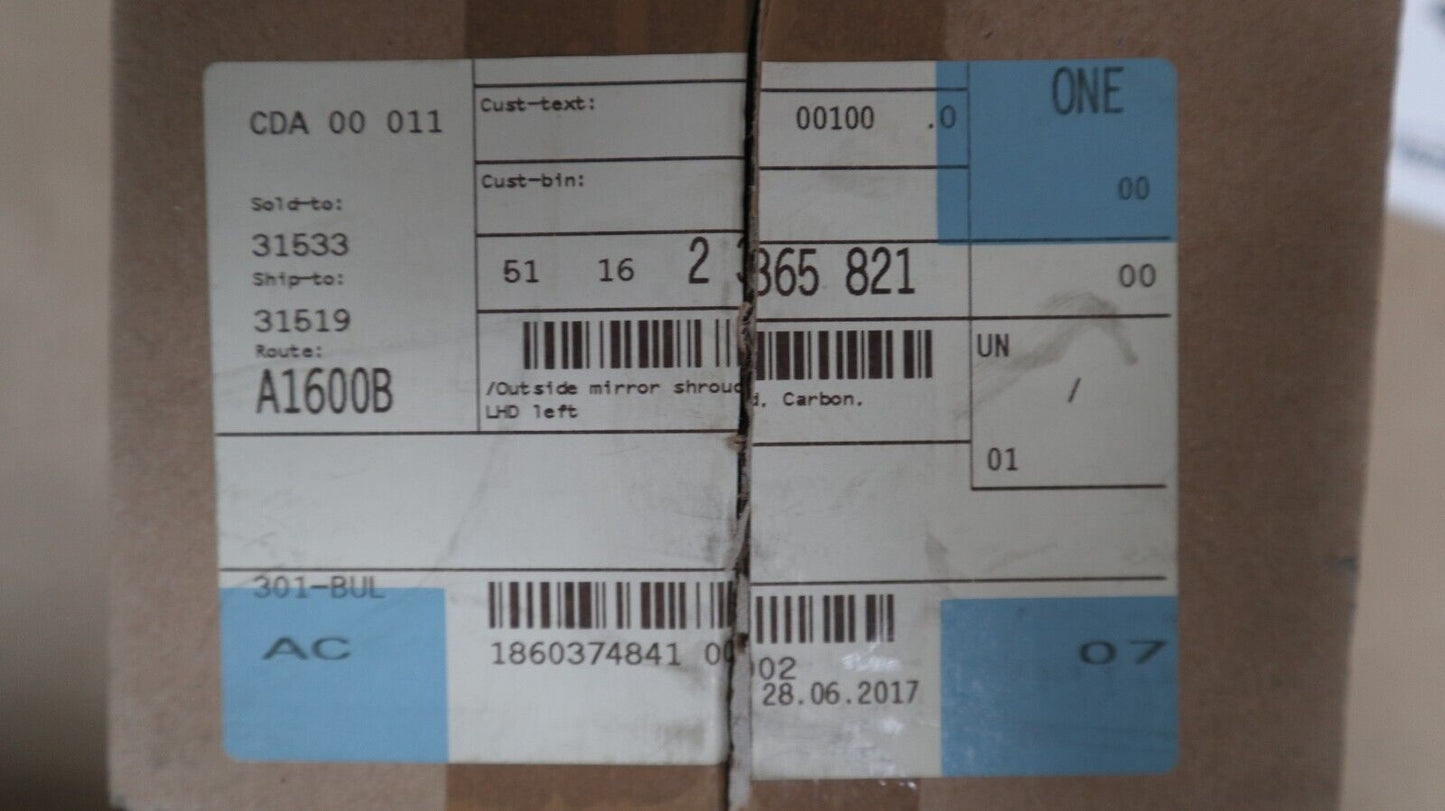 CDA 00 011
Cust-text:
00100 .0
ONE
Cust-bin:
00
Sold-to:
31533
Ship-to:
31519
Route:
A1600B
51 16 2 365 821
00
/Outside mirror shroud, Carbon,
LHD left
UN
/
01
301-BUL
AC
1860374841
02
28.06.2017
07